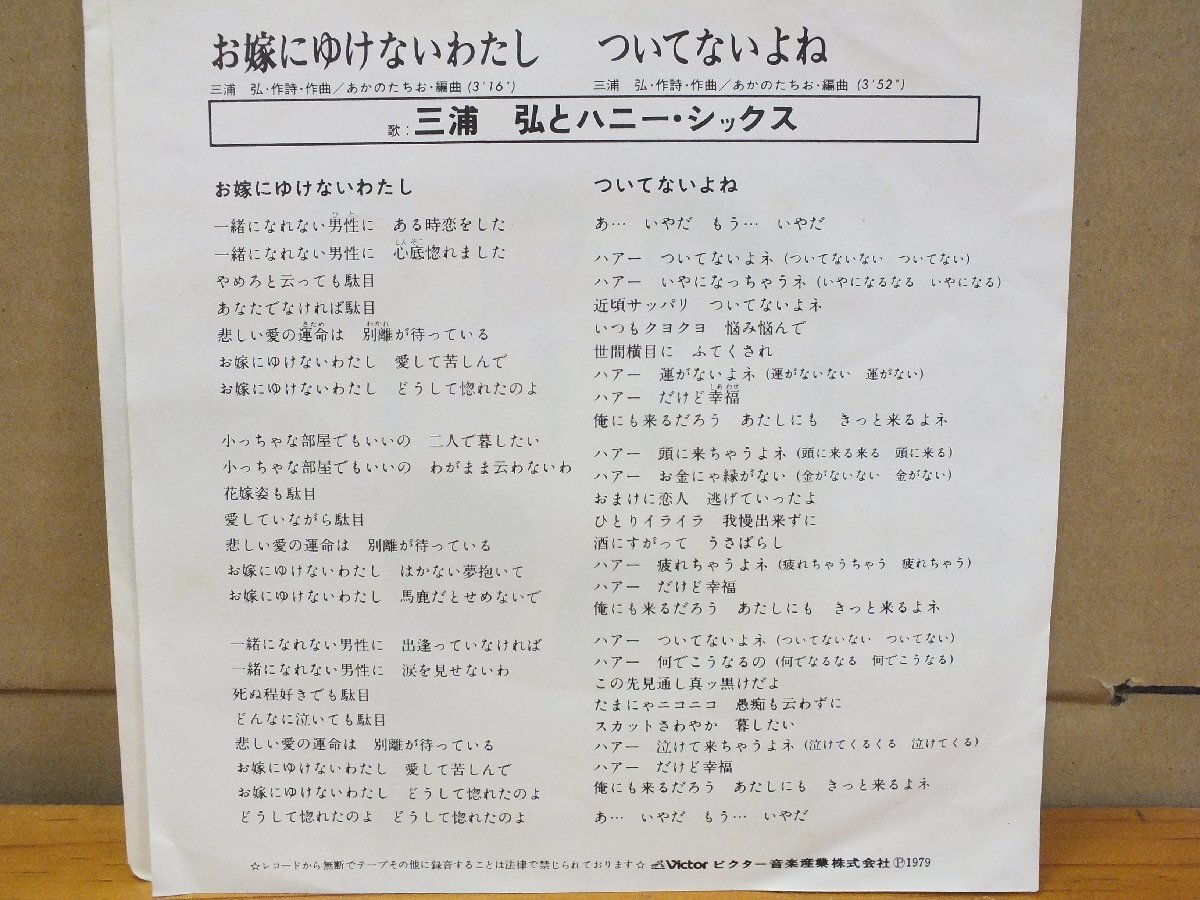 お嫁にゆけないわたし
三浦 弘・作詩・作曲/あかのたちお・編曲 (3'16")
ついてないよね
三浦 弘・作詩・作曲/あかのたちお・編曲 (3'52")
歌:三浦 弘とハニー・シックス
お嫁にゆけないわたし
一緒になれない男性に ある時恋をした
一緒になれない男性に 心底惚れました
やめろと云っても駄目
あなたでなければ駄目
悲しい愛の運命は 別離が待っている
お嫁にゆけないわたし 愛して苦しんで
お嫁にゆけないわたし どうして惚れたのよ
小っちゃな部屋でもいいの 二人で暮したい
小っちゃな部屋でもいいの わがまま云わないわ
花嫁姿も駄目
愛していながら駄目
悲しい愛の運命は 別離が待っている
お嫁にゆけないわたし はかない夢抱いて
お嫁にゆけないわたし 馬鹿だとせめないで
一緒になれない男性に 出逢っていなければ
一緒になれない男性に 涙を見せないわ
死ぬ程好きでも駄目
どんなに泣いても駄目
悲しい愛の運命は 別離が待っている
お嫁にゆけないわたし 愛して苦しんで
お嫁にゆけないわたし どうして惚れたのよ
どうして惚れたのよ どうして惚れたのよ
ついてないよね
あ… いやだ もう… いやだ
ハアー ついてないよネ (ついてないない ついてない)
ハアー いやになっちゃうネ (いやになるなる いやになる)
近頃サッパリ ついてないよネ
いつもクヨクヨ 悩み悩んで
世間横目に ふてくされ
ハアー 運がないよネ (運がないない 運がない)
ハアー だけど幸福
俺にも来るだろう あたしにも きっと来るよネ
ハアー 頭に来ちゃうよネ (頭に来る来る 頭に来る)
ハアー お金にゃ縁がない (金がないない 金がない)
おまけに恋人 逃げていったよ
ひとりイライラ 我慢出来ずに
酒にすがって うさばらし
ハアー 疲れちゃうよネ (疲れちゃうちゃう 疲れちゃう)
ハアー だけど幸福
俺にも来るだろう あたしにも きっと来るよネ
ハアー ついてないよネ (ついてないない ついてない)
ハアー 何でこうなるの (何でなるなる 何でこうなる)
この先見通し真ッ黒けだよ
たまにゃニコニコ 愚痴も云わずに
スカットさわやか 暮したい
ハアー 泣けて来ちゃうよネ (泣けてくるくる 泣けてくる)
ハアー だけど幸福
俺にも来るだろう あたしにも きっと来るよネ
あ… いやだ もう… いやだ
☆レコードから無断でテープその他に録音することは法律で禁じられております☆ Victor ビクター音楽産業株式会社 Ⓟ1979